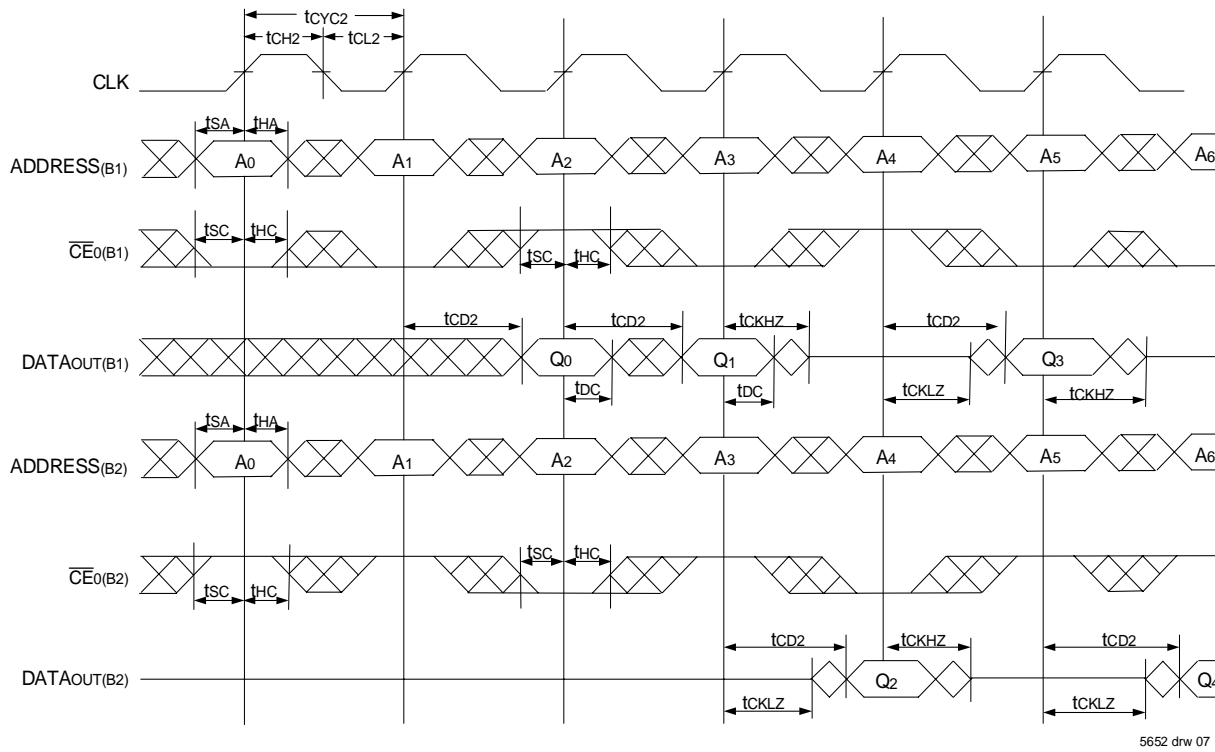 tCYC2
tCH2 tCL2
CLK
tSA tHA
ADDRESS(B1) A0 A1 A2 A3 A4 A5 A6
tSC tHC
CE0(B1)
tSC tHC
tCD2 tCD2 tCKHZ tCD2
DATAOUT(B1) Q0 Q1 Q3
tDC tDC tCKLZ tCKHZ
tSA tHA
ADDRESS(B2) A0 A1 A2 A3 A4 A5 A6
tSC tHC
CE0(B2)
tSC tHC
tCD2 tCKHZ tCD2
DATAOUT(B2) Q2 Q4
tCKLZ tCKLZ
5652 drw 07